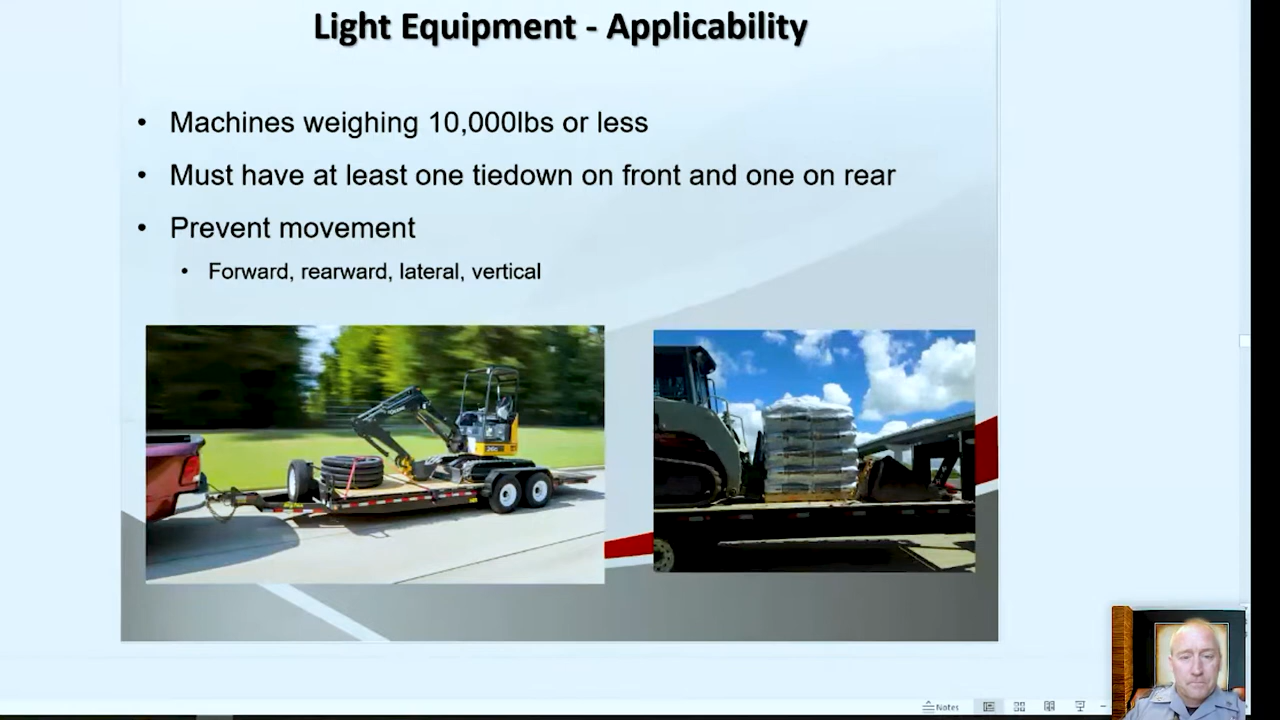 Light Equipment - Applicability
• Machines weighing 10,000lbs or less
• Must have at least one tiedown on front and one on rear
• Prevent movement
• Forward, rearward, lateral, vertical
Notes